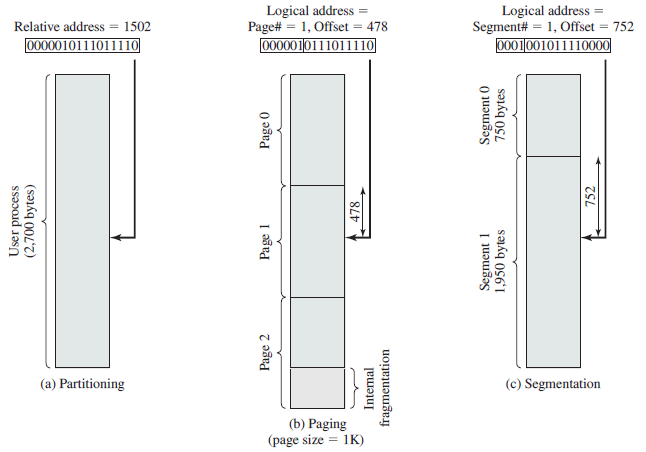 Relative address = 1502
0000010111011110
User process
(2,700 bytes)
(a) Partitioning
Logical address =
Page# = 1, Offset = 478
0000010111011110
Page 0
Page 1
Page 2
478
Internal
fragmentation
(b) Paging
(page size = 1K)
Logical address =
Segment# = 1, Offset = 752
0001001011110000
Segment 0
750 bytes
Segment 1
1,950 bytes
752
(c) Segmentation